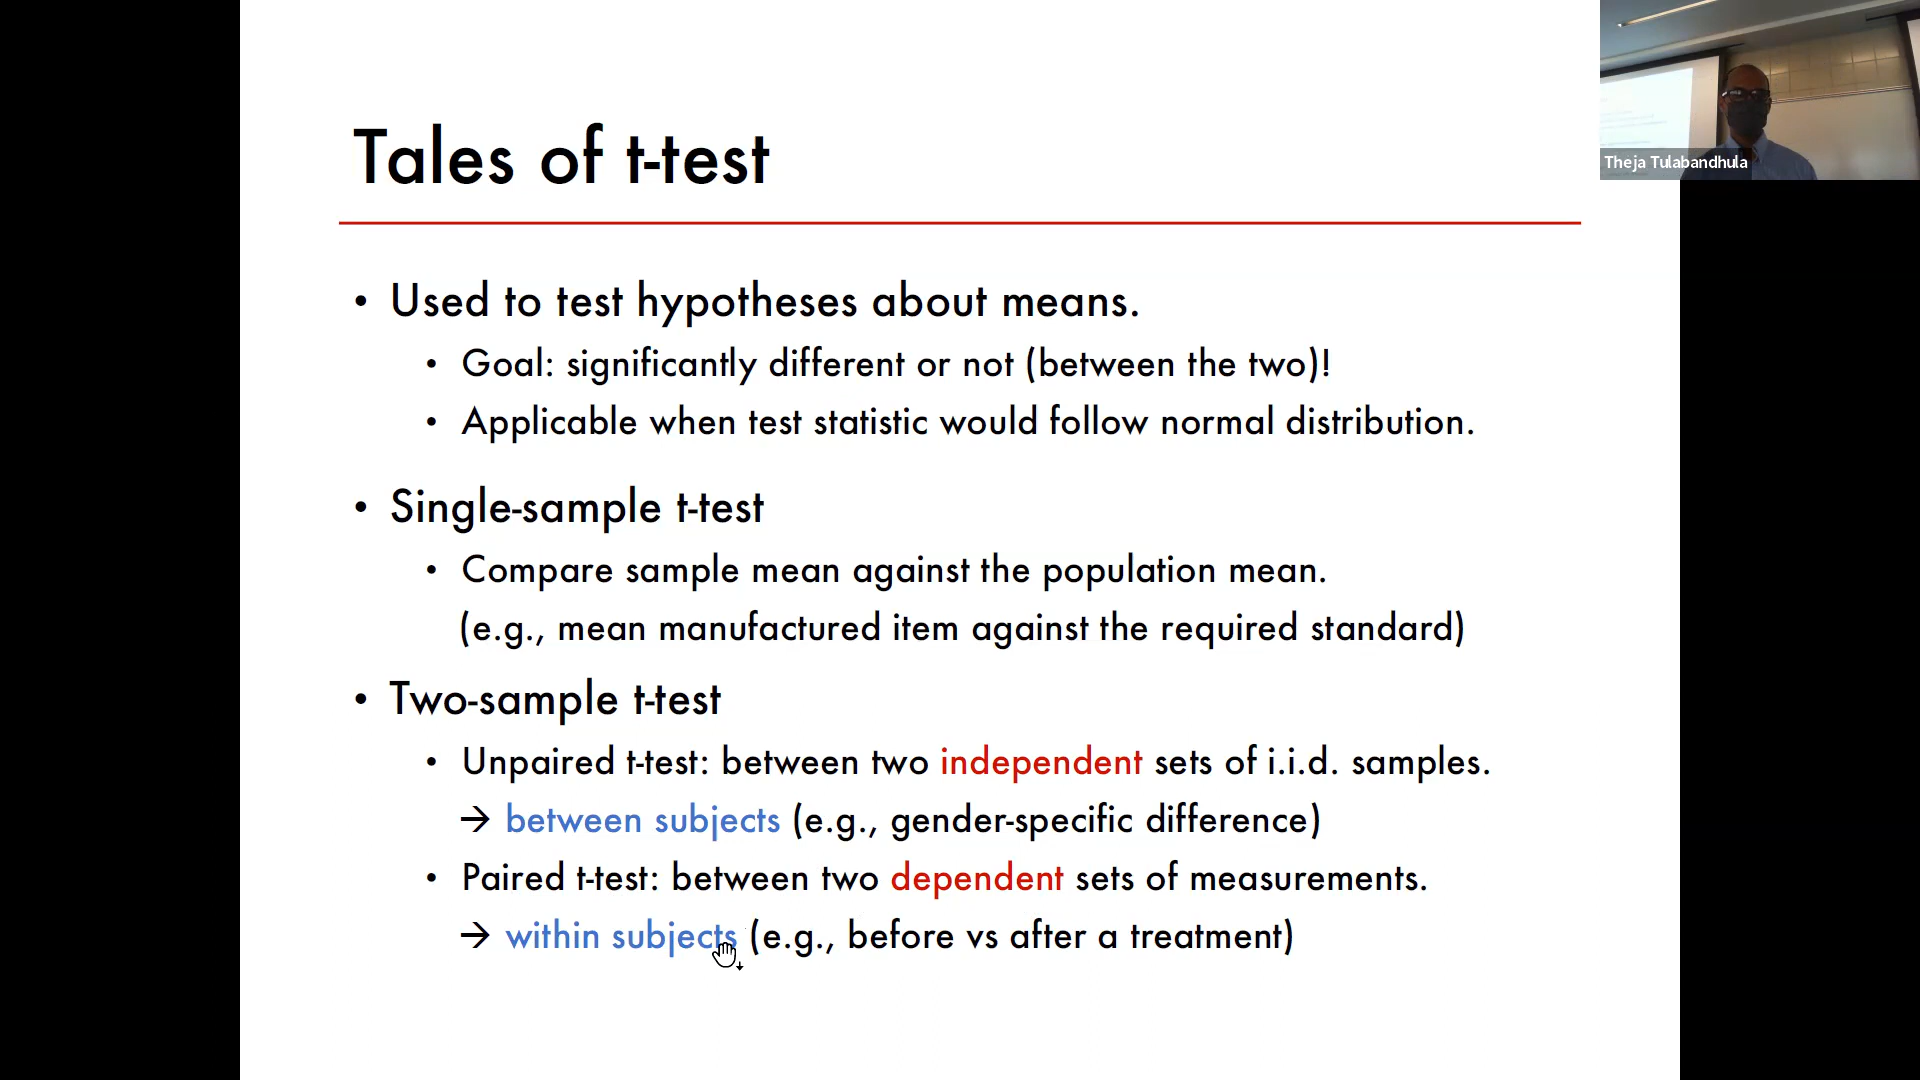 Tales of t-test
• Used to test hypotheses about means.
• Goal: significantly different or not (between the two)!
• Applicable when test statistic would follow normal distribution.
• Single-sample t-test
• Compare sample mean against the population mean.
(e.g., mean manufactured item against the required standard)
• Two-sample t-test
• Unpaired t-test: between two independent sets of i.i.d. samples.
→ between subjects (e.g., gender-specific difference)
• Paired t-test: between two dependent sets of measurements.
→ within subjects (e.g., before vs after a treatment)
Theja Tulabandhula